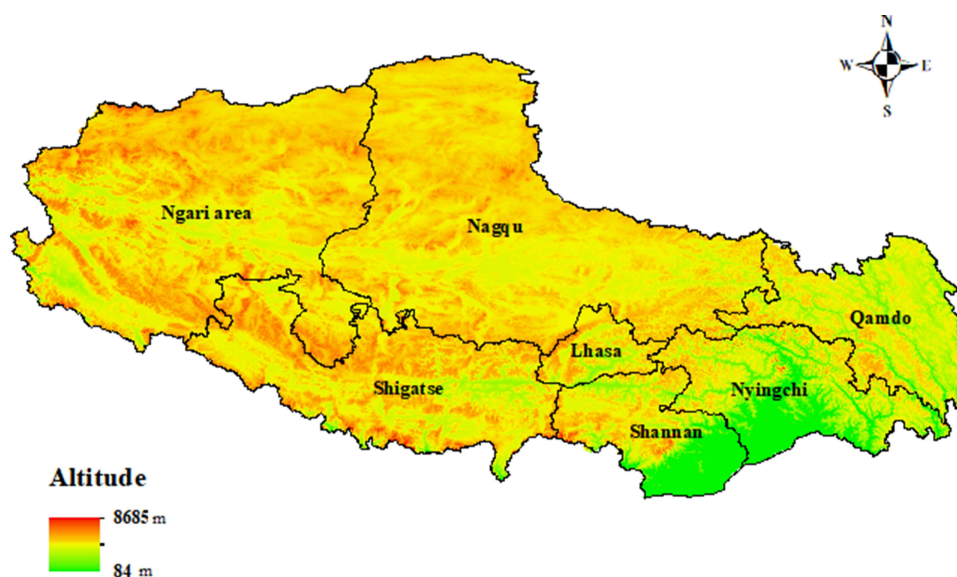 N
W E
S
Ngari area
Nagqu
Qamdo
Lhasa
Nyingchi
Shigatse
Shannan
Altitude
8685 m
84 m